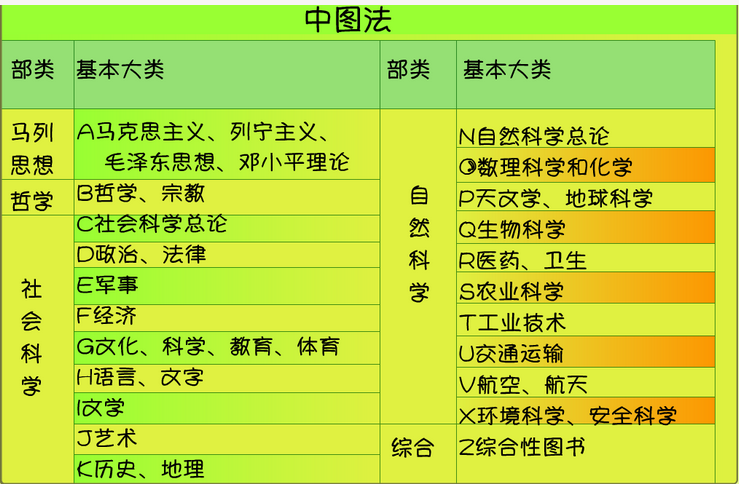 中图法
部类
基本大类
马列
思想
A马克思主义、列宁主义、
毛泽东思想、邓小平理论
哲学
B哲学、宗教
社
会
科
学
C社会科学总论
D政治、法律
E军事
F经济
G文化、科学、教育、体育
H语言、文字
I文学
J艺术
K历史、地理
部类
基本大类
自
然
科
学
N自然科学总论
O数理科学和化学
P天文学、地球科学
Q生物科学
R医药、卫生
S农业科学
T工业技术
U交通运输
V航空、航天
X环境科学、安全科学
综合
Z综合性图书